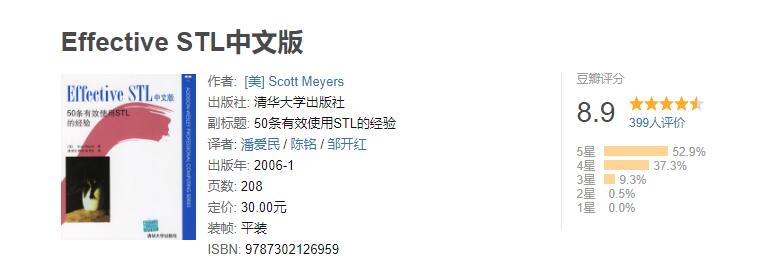 Effective STL中文版
Effective STL中文版
50条有效使用STL
的经验
ADDISON-WESLEY PROFESSIONAL COMPUTING SERIES
清华大学出版社
作者: [美] Scott Meyers
出版社: 清华大学出版社
副标题: 50条有效使用STL的经验
译者: 潘爱民 / 陈铭 / 邹开红
出版年: 2006-1
页数: 208
定价: 30.00元
装帧: 平装
ISBN: 9787302126959
豆瓣评分
8.9
399人评价
5星 52.9%
4星 37.3%
3星 9.3%
2星 0.5%
1星 0.0%